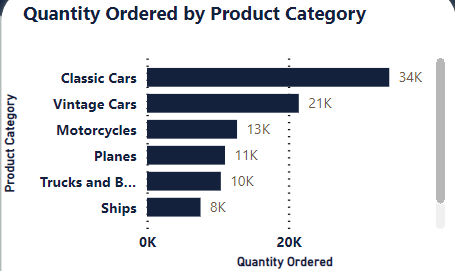 Quantity Ordered by Product Category
Product Category
Classic Cars 34K
Vintage Cars 21K
Motorcycles 13K
Planes 11K
Trucks and B... 10K
Ships 8K
0K 20K
Quantity Ordered